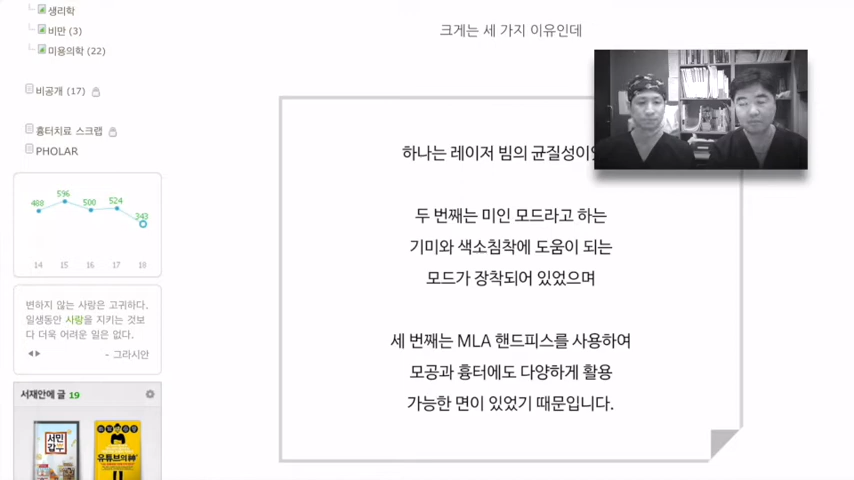 생리학
비만 (3)
미용의학 (22)
비공개 (17)
흉터치료 스크랩
PHOLAR
488
596
500
524
343
14 15 16 17 18
변하지 않는 사랑은 고귀하다.
일생동안 사랑을 지키는 것보
다 더욱 어려운 일은 없다.
- 그라시안
서재안에 글 19
서민
갑부
유튜브의神
크게는 세 가지 이유인데
하나는 레이저 빔의 균질성이
두 번째는 미인 모드라고 하는
기미와 색소침착에 도움이 되는
모드가 장착되어 있었으며
세 번째는 MLA 핸드피스를 사용하여
모공과 흉터에도 다양하게 활용
가능한 면이 있었기 때문입니다.